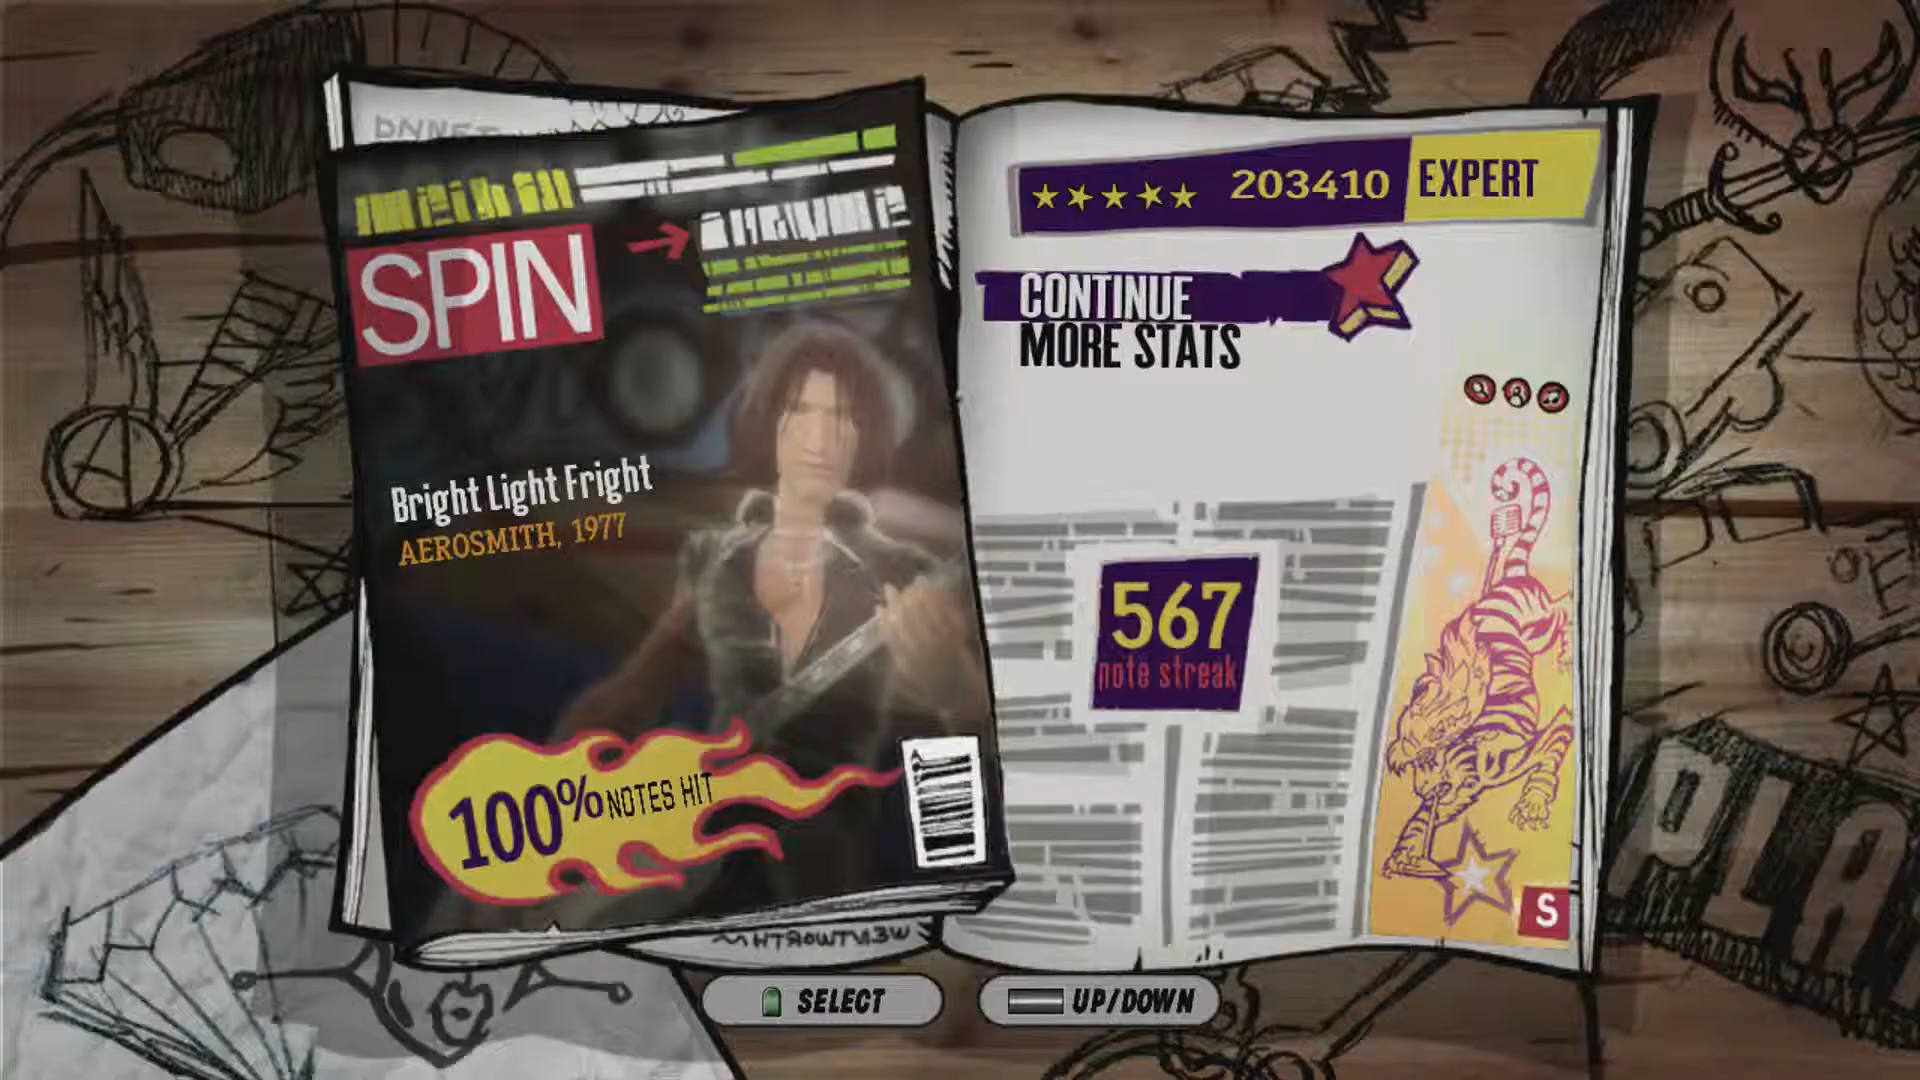 SPIN
Bright Light Fright
AEROSMITH, 1977
100% NOTES HIT
203410 EXPERT
CONTINUE
MORE STATS
567
note streak
S
SELECT
UP/DOWN